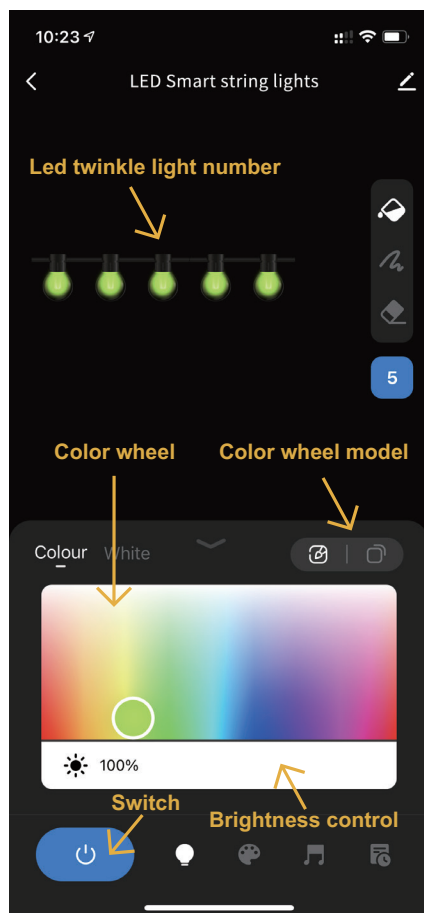 10:23
LED Smart string lights
Led twinkle light number
5
Color wheel
Color wheel model
Colour
White
100%
Switch
Brightness control